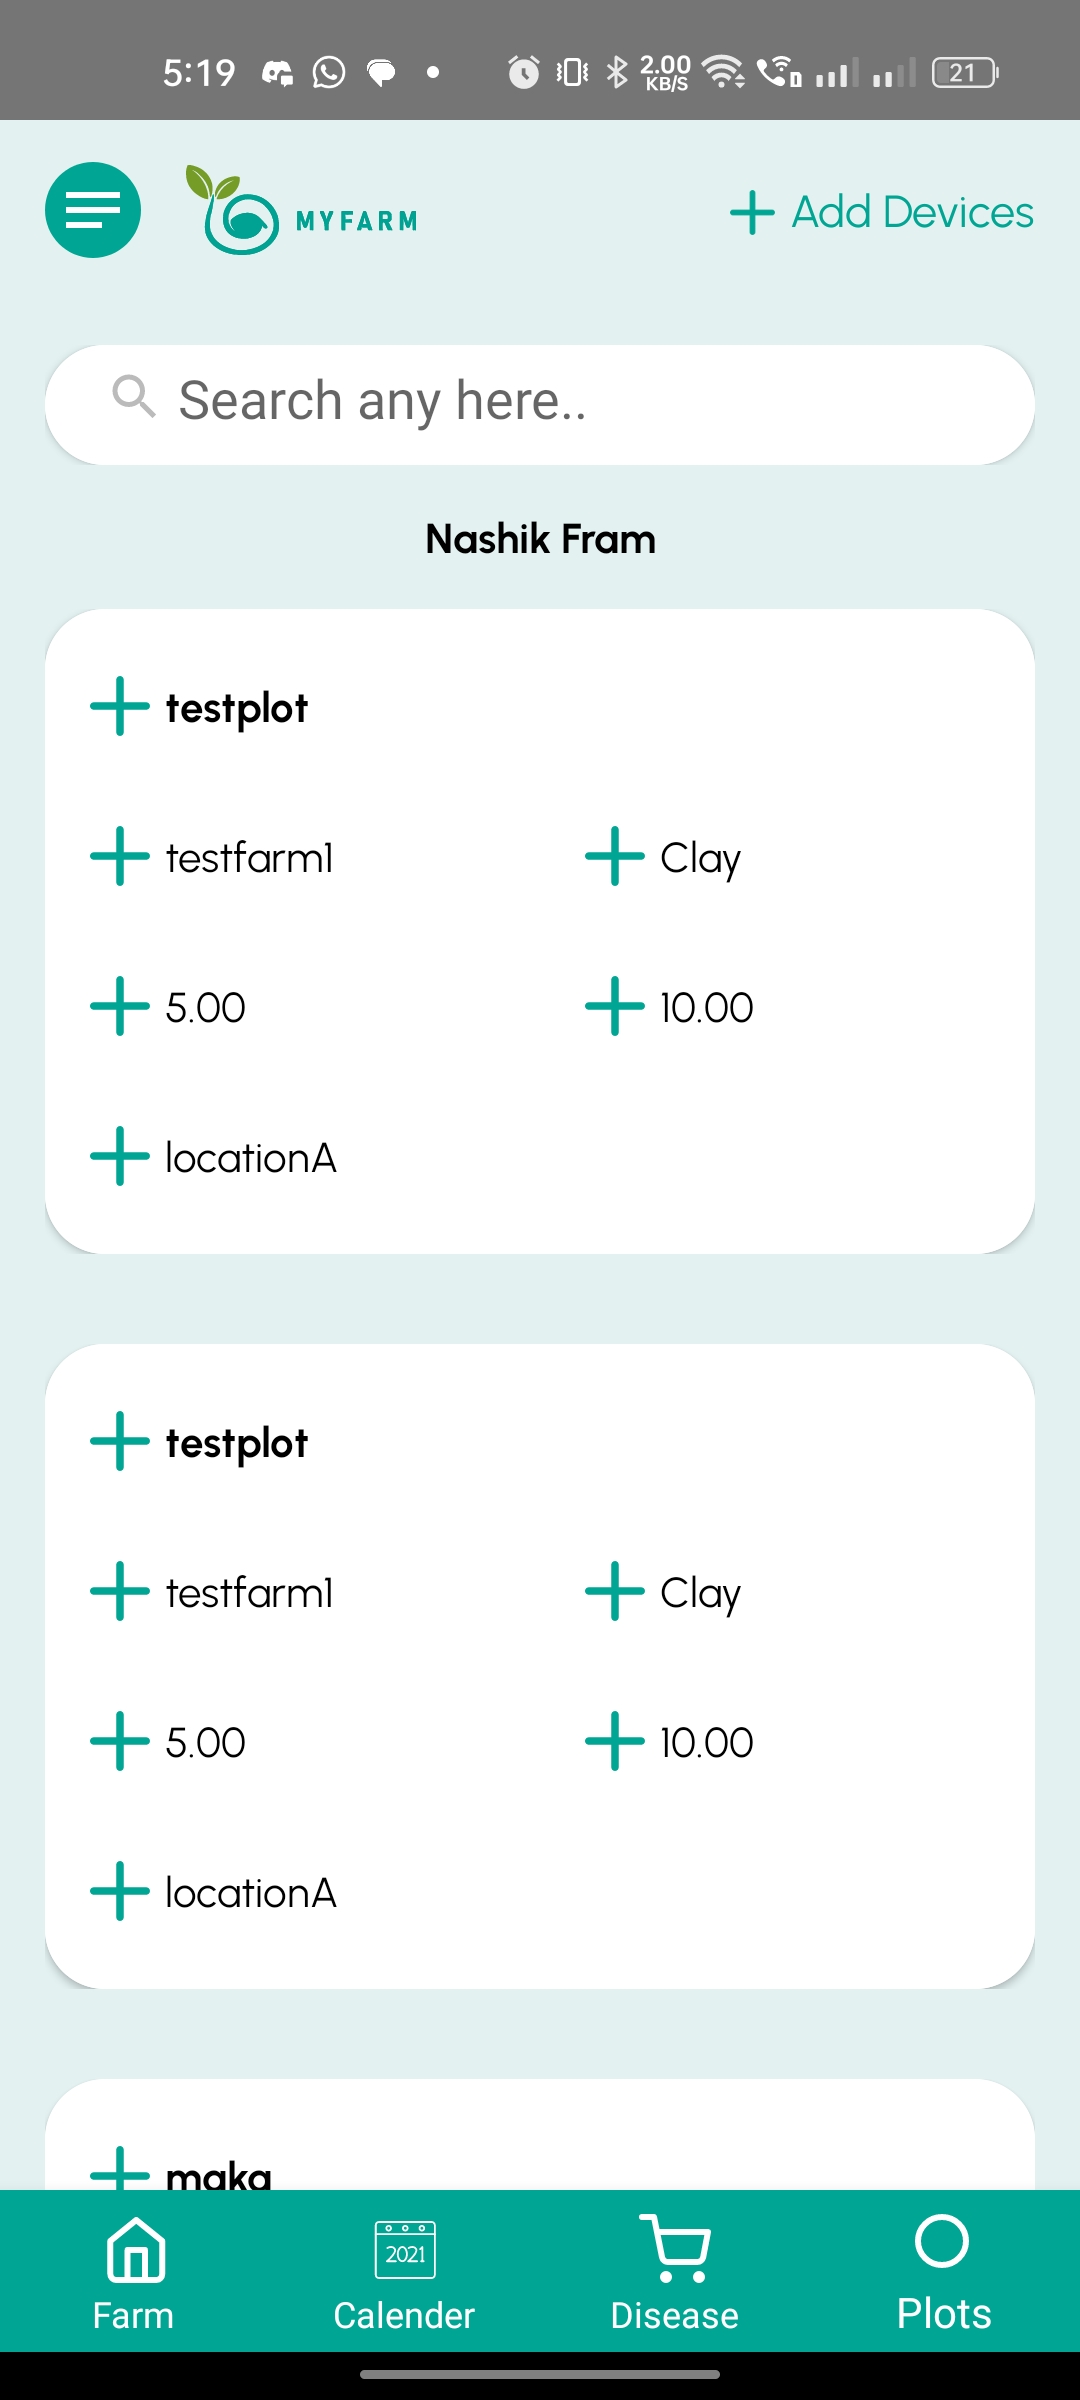 5:19 2.00 KB/S 21
MYFARM Add Devices
Search any here..
Nashik Fram
testplot
testfarm1 Clay
5.00 10.00
locationA
testplot
testfarm1 Clay
5.00 10.00
locationA
maka
2021
Farm Calender Disease Plots